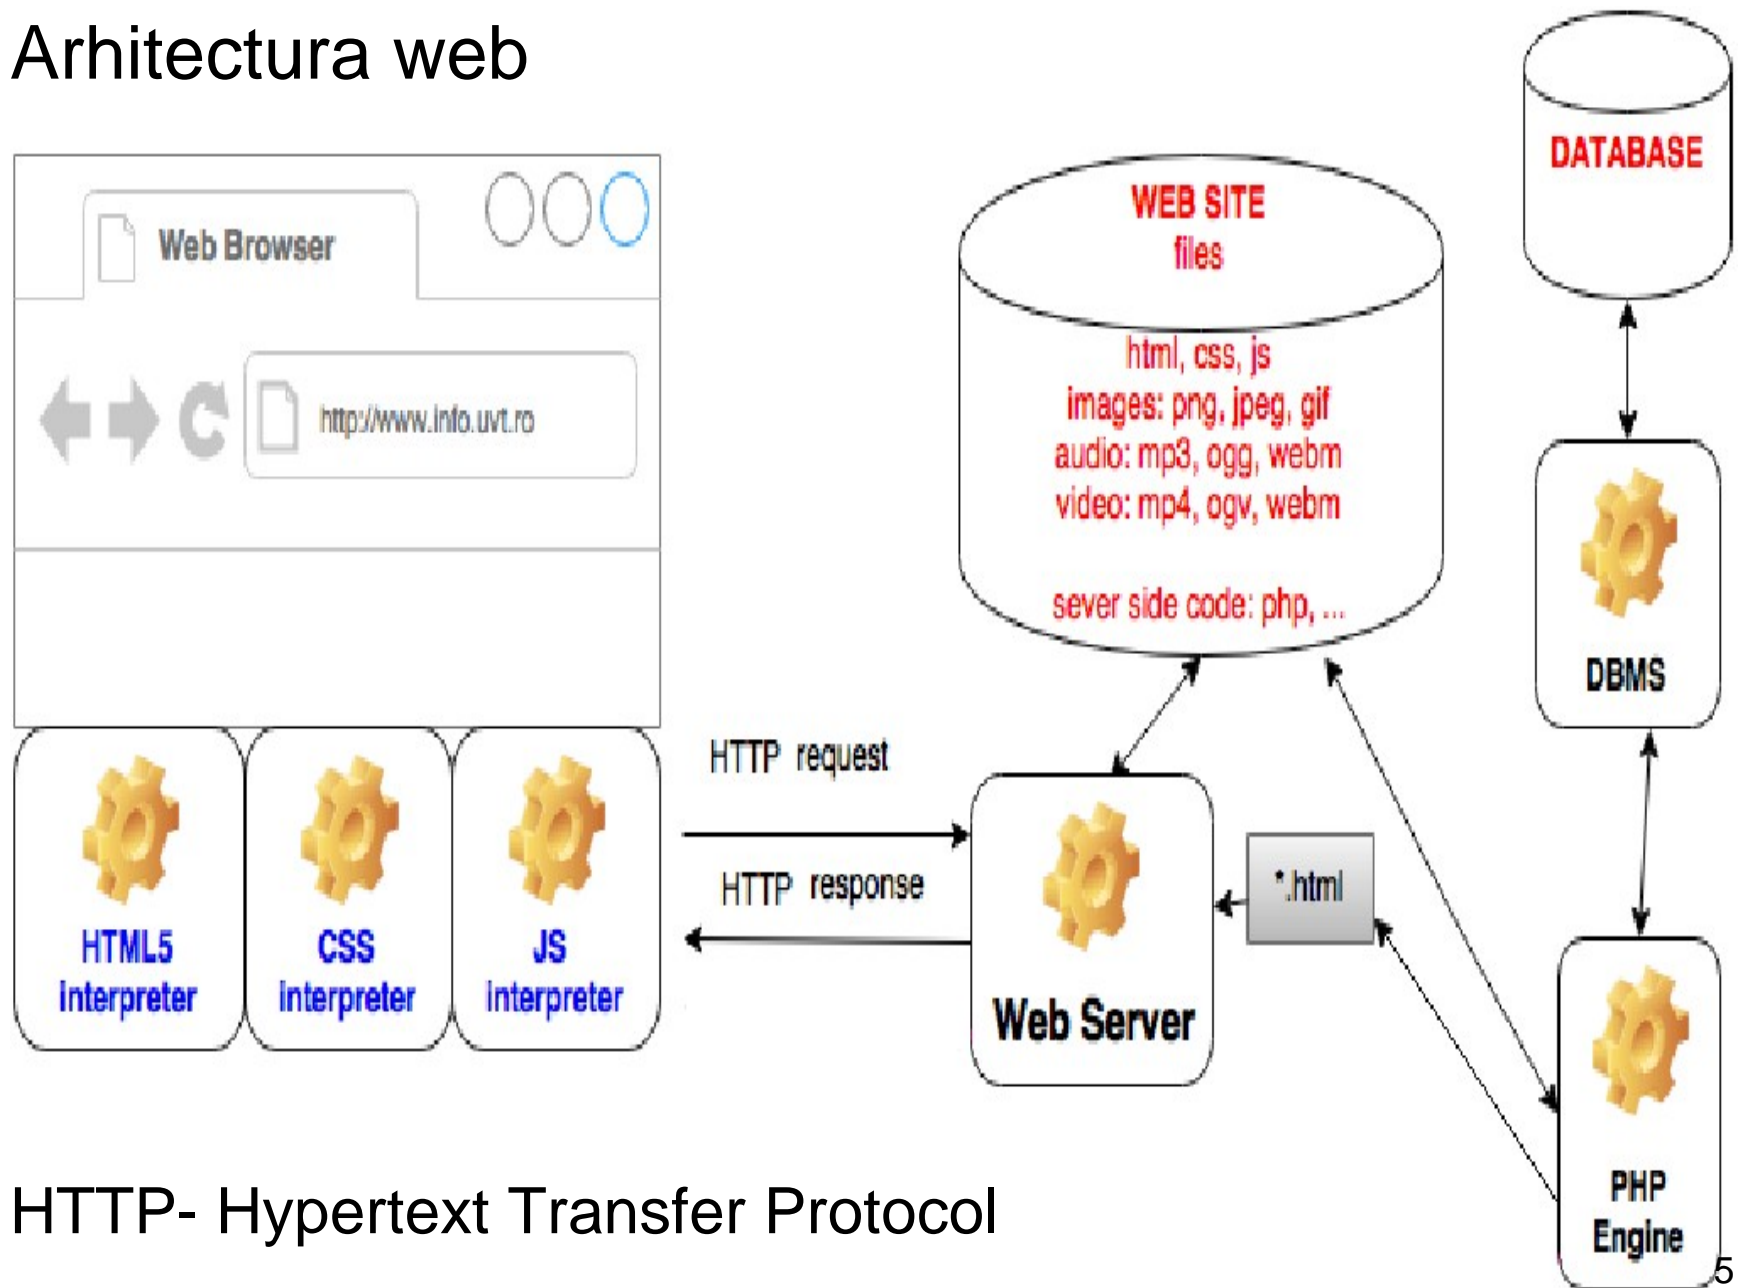 Arhitectura web
Web Browser
http://www.info.uvt.ro
HTML5
interpreter
CSS
interpreter
JS
interpreter
HTTP request
HTTP response
WEB SITE
files
html, css, js
images: png, jpeg, gif
audio: mp3, ogg, webm
video: mp4, ogv, webm
sever side code: php, ...
Web Server
*.html
DATABASE
DBMS
PHP
Engine
HTTP- Hypertext Transfer Protocol
5